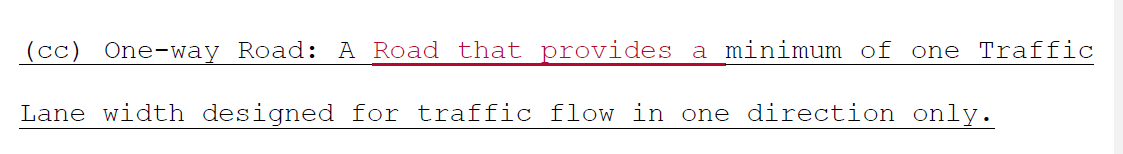 (cc) One-way Road: A Road that provides a minimum of one Traffic
Lane width designed for traffic flow in one direction only.